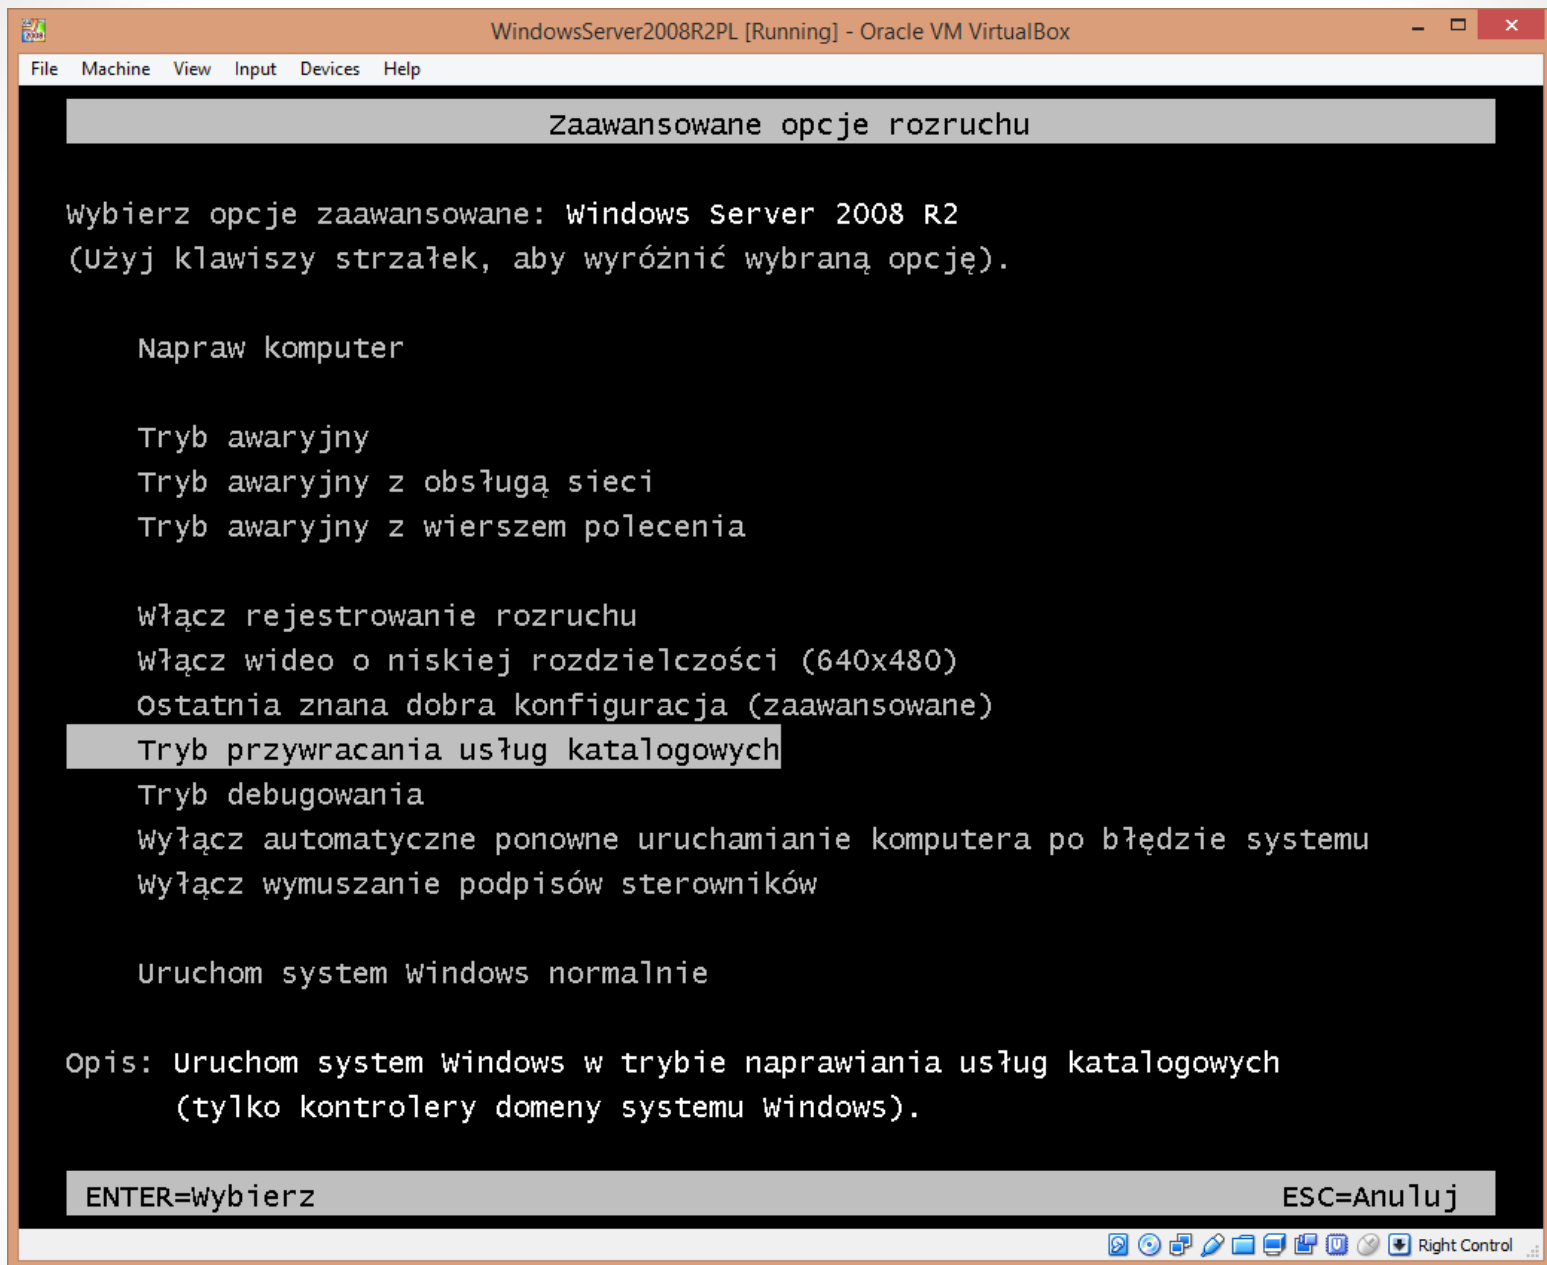 WindowsServer2008R2PL [Running] - Oracle VM VirtualBox
File Machine View Input Devices Help
Zaawansowane opcje rozruchu
Wybierz opcje zaawansowane: Windows Server 2008 R2
(Użyj klawiszy strzałek, aby wyróżnić wybraną opcję).
Napraw komputer
Tryb awaryjny
Tryb awaryjny z obsługą sieci
Tryb awaryjny z wierszem polecenia
Włącz rejestrowanie rozruchu
Włącz wideo o niskiej rozdzielczości (640x480)
Ostatnia znana dobra konfiguracja (zaawansowane)
Tryb przywracania usług katalogowych
Tryb debugowania
Wyłącz automatyczne ponowne uruchamianie komputera po błędzie systemu
Wyłącz wymuszanie podpisów sterowników
Uruchom system Windows normalnie
Opis: Uruchom system Windows w trybie naprawiania usług katalogowych
(tylko kontrolery domeny systemu Windows).
ENTER=Wybierz ESC=Anuluj
Right Control